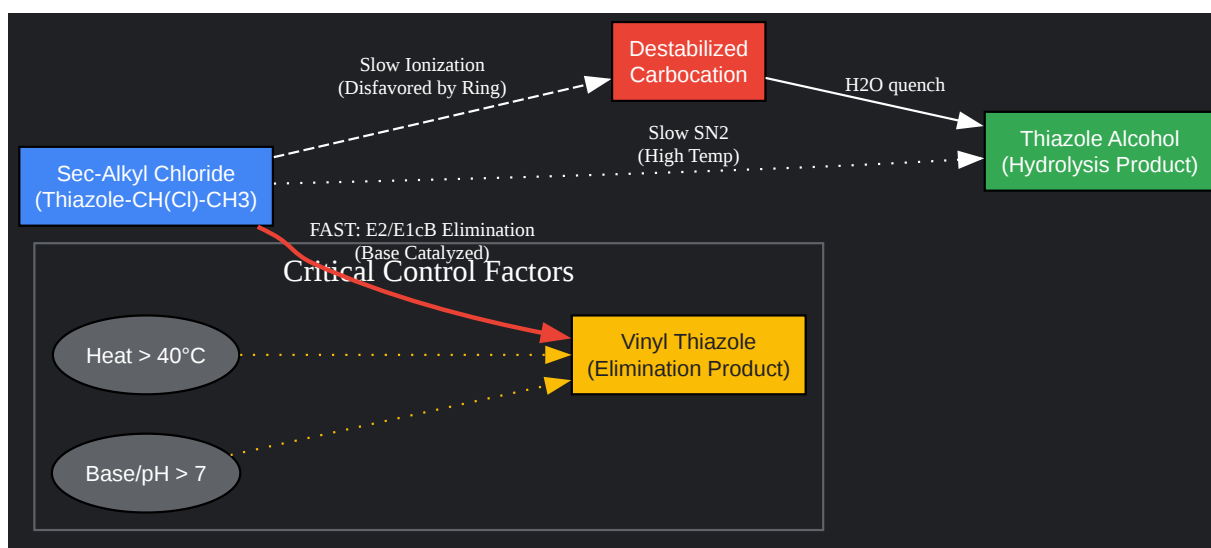 Destabilized
Carbocation
Slow Ionization
(Disfavored by Ring)
H2O quench
Slow SN2
(High Temp)
Thiazole Alcohol
(Hydrolysis Product)
Sec-Alkyl Chloride
(Thiazole-CH(Cl)-CH3)
FAST: E2/E1cB Elimination
(Base Catalyzed)
Critical Control Factors
Heat > 40°C
Vinyl Thiazole
(Elimination Product)
Base/pH > 7